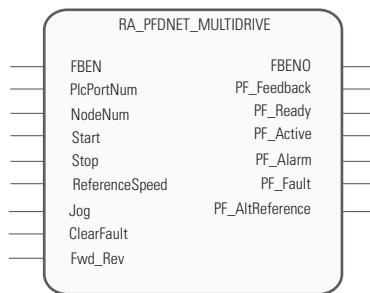 RA_PFDNET_MULTIDRIVE
FBEN FBENO
PlcPortNum PF_Feedback
NodeNum PF_Ready
Start PF_Active
Stop PF_Alarm
ReferenceSpeed PF_Fault
Jog PF_AltReference
ClearFault
Fwd_Rev